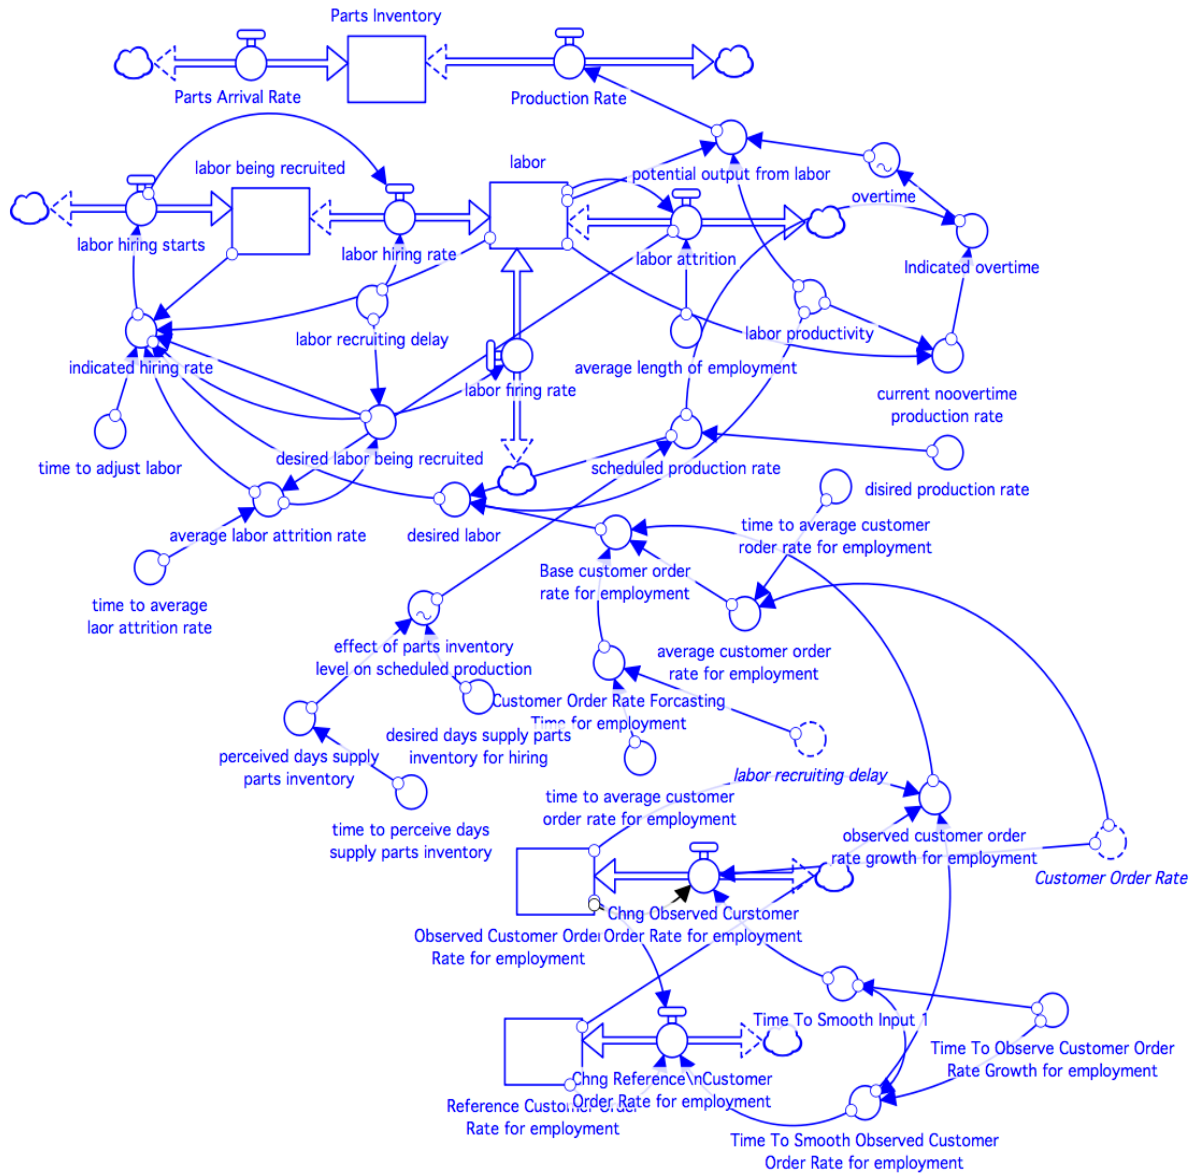 Parts Inventory
Parts Arrival Rate
Production Rate
labor being recruited
labor
potential output from labor
overtime
labor hiring starts
labor hiring rate
labor attrition
Indicated overtime
labor recruiting delay
labor productivity
indicated hiring rate
average length of employment
labor firing rate
current noovertime
production rate
time to adjust labor
desired labor being recruited
scheduled production rate
disired production rate
average labor attrition rate
desired labor
time to average customer
roder rate for employment
Base customer order
rate for employment
time to average
laor attrition rate
effect of parts inventory
level on scheduled production
average customer order
rate for employment
Customer Order Rate Forcasting
Time for employment
desired days supply parts
inventory for hiring
perceived days supply
parts inventory
labor recruiting delay
time to average customer
order rate for employment
time to perceive days
supply parts inventory
observed customer order
rate growth for employment
Customer Order Rate
Chng Observed Curstomer
Order Rate for employment
Observed Customer Order
Rate for employment
Time To Smooth Input 1
Time To Observe Customer Order
Rate Growth for employment
Chng Reference\nCustomer
Order Rate for employment
Reference Customer Order
Rate for employment
Time To Smooth Observed Customer
Order Rate for employment